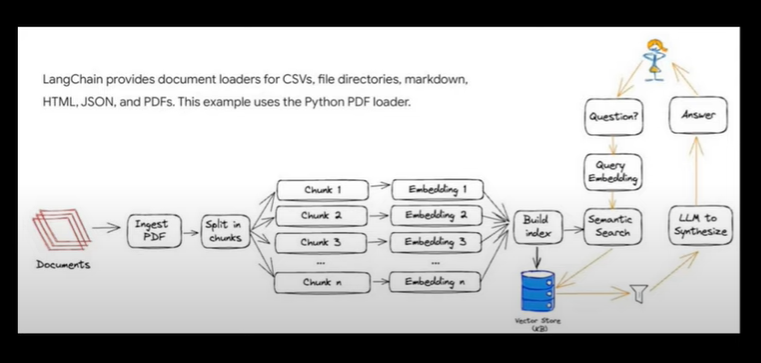 LangChain provides document loaders for CSVs, file directories, markdown,
HTML, JSON, and PDFs. This example uses the Python PDF loader.
Question?
Answer
Query
Embedding
Chunk 1
Embedding 1
Chunk 2
Embedding 2
Chunk 3
Embedding 3
...
...
Chunk n
Embedding n
Ingest
PDF
Split in
chunks
Build
index
Semantic
Search
LLM to
Synthesize
Documents
Vector Store
(KB)